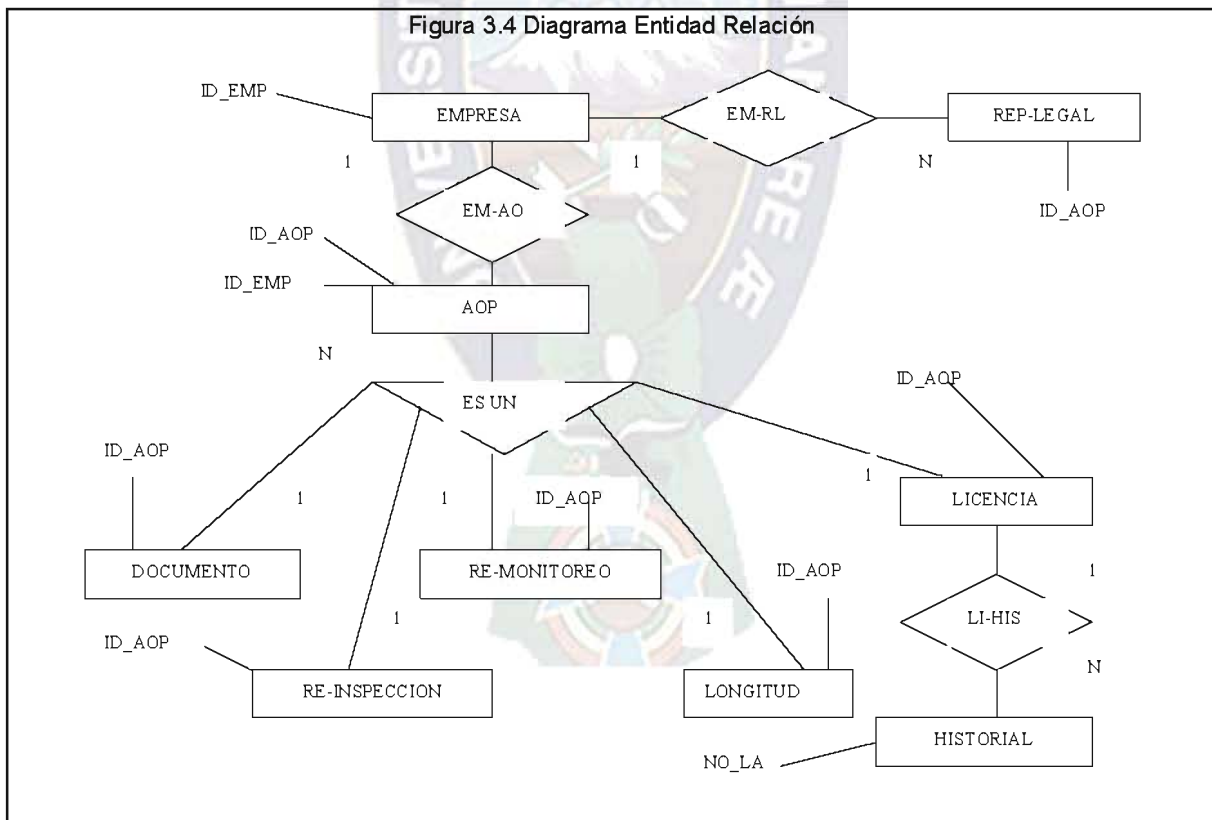 Figura 3.4 Diagrama Entidad Relación
ID_EMP
EMPRESA
EM-RL
REP-LEGAL
1
1
N
EM-AO
ID_AOP
ID_AOP
ID_EMP
AOP
N
ES UN
ID_AOP
ID_AOP
1
1
ID_AOP
1
LICENCIA
DOCUMENTO
RE-MONITOREO
ID_AOP
1
1
1
LI-HIS
ID_AOP
N
RE-INSPECCION
LONGITUD
HISTORIAL
NO_LA